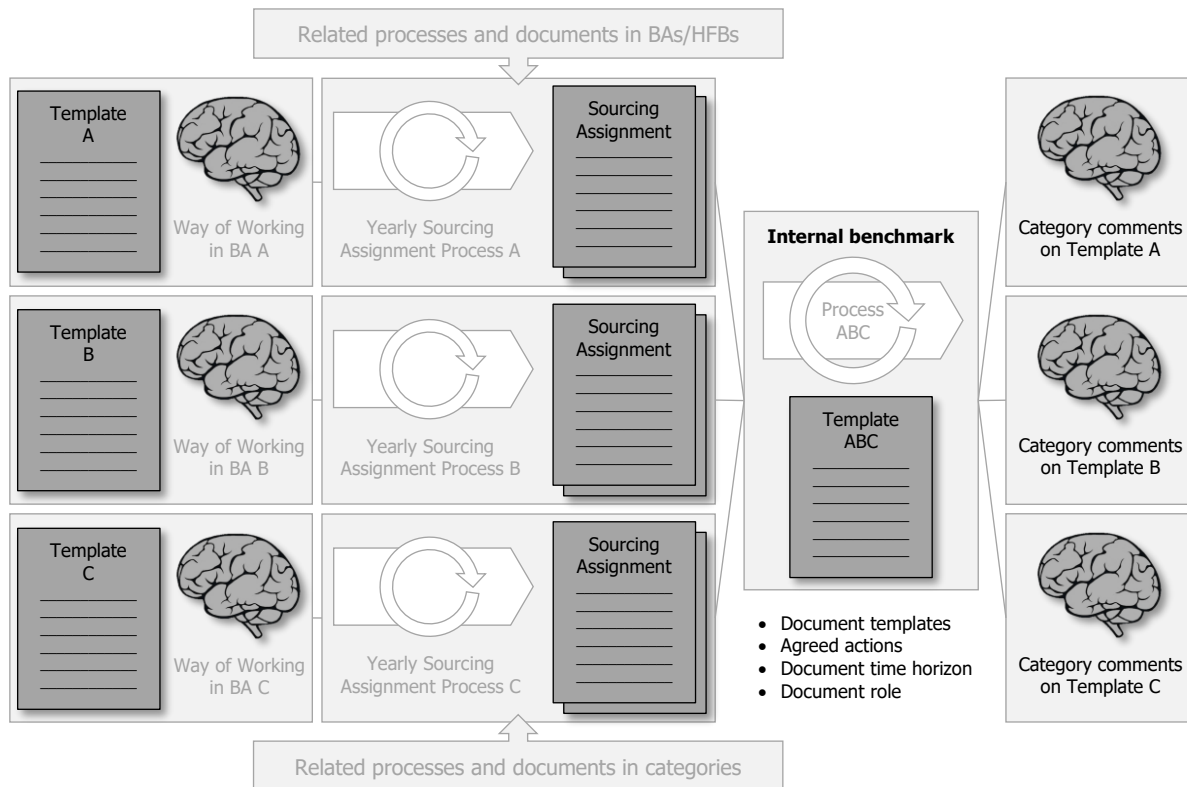 Related processes and documents in BAs/HFBs
Template
A
Way of Working
in BA A
Yearly Sourcing
Assignment Process A
Sourcing
Assignment
Template
B
Way of Working
in BA B
Yearly Sourcing
Assignment Process B
Sourcing
Assignment
Template
C
Way of Working
in BA C
Yearly Sourcing
Assignment Process C
Sourcing
Assignment
Internal benchmark
Process
ABC
Template
ABC
• Document templates
• Agreed actions
• Document time horizon
• Document role
Category comments
on Template A
Category comments
on Template B
Category comments
on Template C
Related processes and documents in categories